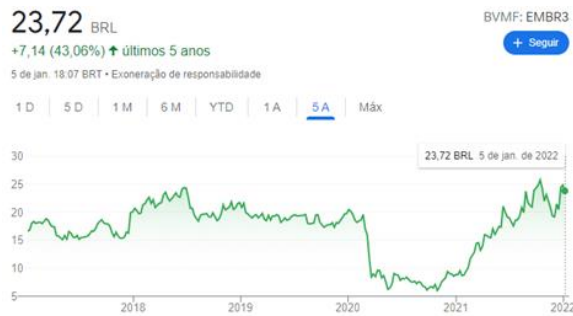 23,72 BRL
BVMF: EMBR3
+7,14 (43,06%) ↑ últimos 5 anos
+ Seguir
5 de jan. 18:07 BRT • Exoneração de responsabilidade
1 D 5 D 1 M 6 M YTD 1 A 5 A Máx
23,72 BRL 5 de jan. de 2022
30
25
20
15
10
5
2018 2019 2020 2021 2022